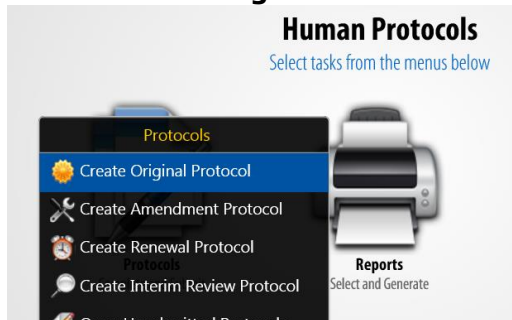 Human Protocols
Select tasks from the menus below
Protocols
Create Original Protocol
Create Amendment Protocol
Create Renewal Protocol
Protocols
Create Interim Review Protocol
Reports
Select and Generate